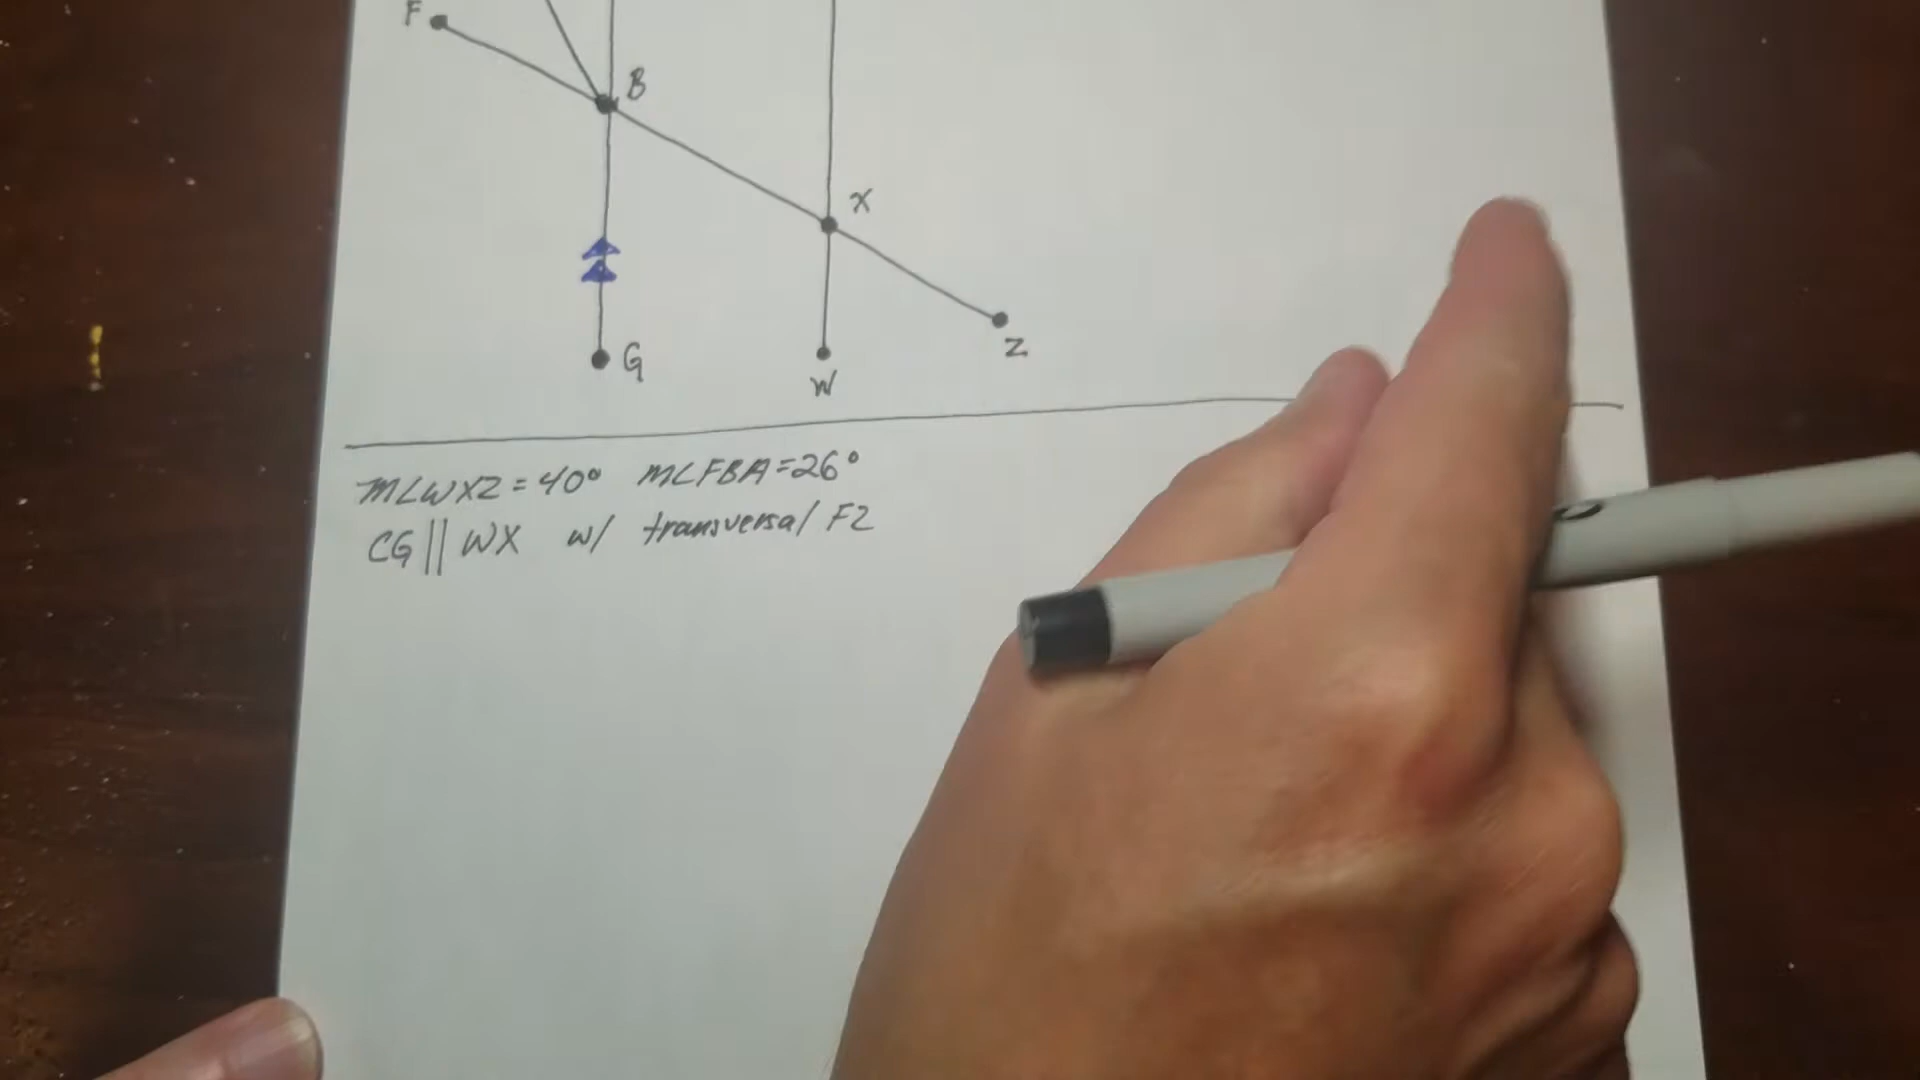 F
B
X
G
Z
W
m∠WXZ = 40° m∠FBA = 26°
CG || WX w/ transversal FZ